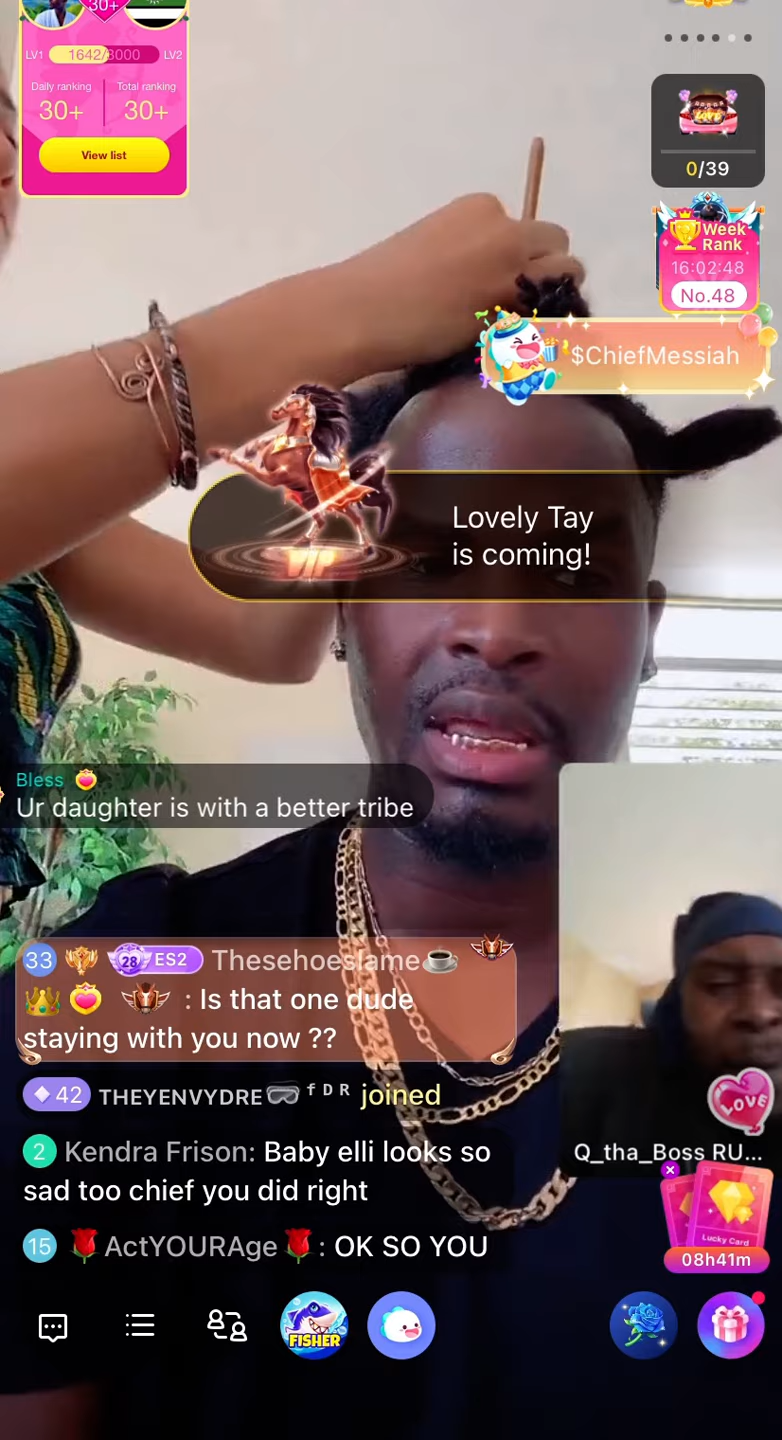 30+
LV1 1642/3000 LV2
Daily ranking Total ranking
30+ 30+
View list
0/39
Week
Rank
16:02:48
No.48
$ChiefMessiah
Lovely Tay
is coming!
VIP
Bless
Ur daughter is with a better tribe
33 28 ES2 Thesehoeslame☕
: Is that one dude
staying with you now ??
42 THEYENVYDRE🥽 ᶠ ᴰ ᴿ joined
2 Kendra Frison: Baby elli looks so
sad too chief you did right
15 🌹ActYOURAge🌹: OK SO YOU
LOVE
Q_tha_Boss RU...
Lucky Card
08h41m
FISHER